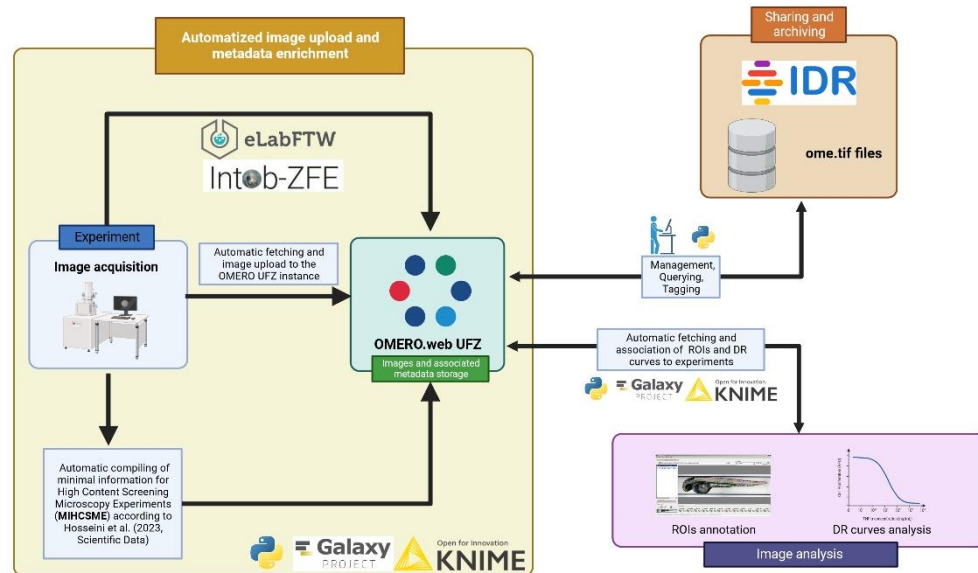 Automatized image upload and
metadata enrichment
eLabFTW
Intob-ZFE
Experiment
Image acquisition
Automatic fetching and
image upload to the
OMERO UFZ instance
OMERO.web UFZ
Images and associated
metadata storage
Automatic compiling of
minimal information for
High Content Screening
Microscopy Experiments
(MIHCSME) according to
Hosseini et al. (2023,
Scientific Data)
Galaxy
PROJECT
Open for Innovation
KNIME
Sharing and
archiving
IDR
ome.tif files
Management,
Querying,
Tagging
Automatic fetching and
association of ROIs and DR
curves to experiments
Galaxy
PROJECT
Open for Innovation
KNIME
ROIs annotation
DR curves analysis
Image analysis